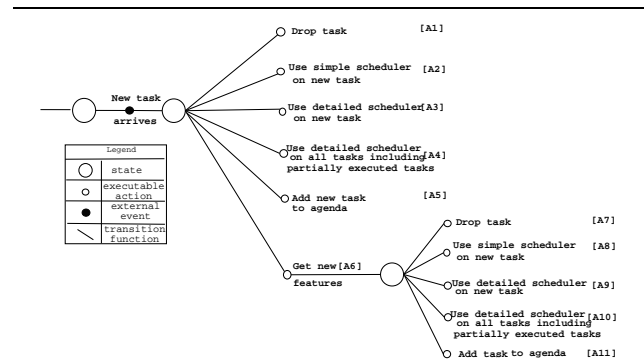 Drop task [A1]
Use simple scheduler [A2]
on new task
New task
arrives
Use detailed scheduler[A3]
on new task
Use detailed scheduler
on all tasks including[A4]
partially executed tasks
Legend
state
executable
action
external
event
transition
function
Add new task [A5]
to agenda
Get new[A6]
features
Drop task [A7]
Use simple scheduler [A8]
on new task
Use detailed scheduler [A9]
on new task
Use detailed scheduler[A10]
on all tasks including
partially executed tasks
Add task to agenda [A11]